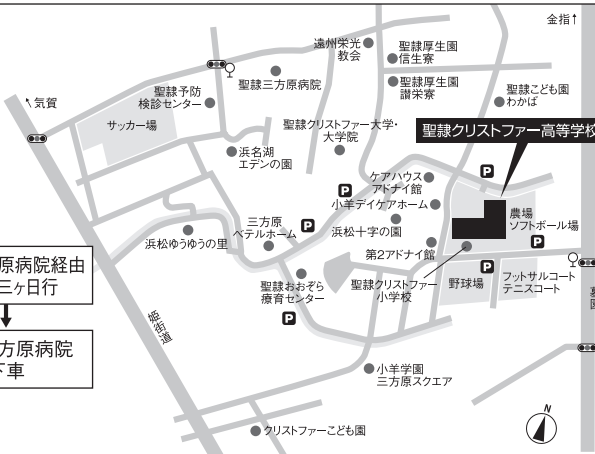 金指↑
遠州栄光
教会
聖隷厚生園
信生寮
聖隷三方原病院
聖隷厚生園
讃栄寮
聖隷こども園
わかば
↖気賀
聖隷予防
検診センター
サッカー場
聖隷クリストファー大学・
大学院
聖隷クリストファー高等学校
浜名湖
エデンの園
P
ケアハウス
アドナイ館
P
小羊デイケアホーム
農場
ソフトボール場
三方原
ベテルホーム
P
浜松十字の園
浜松ゆうゆうの里
P
第2アドナイ館
原病院経由
三ヶ日行
聖隷おおぞら
療育センター
聖隷クリストファー
小学校
P
野球場
フットサルコート
テニスコート
P
姫街道
方原病院
下車
小羊学園
三方原スクエア
クリストファーこども園
N